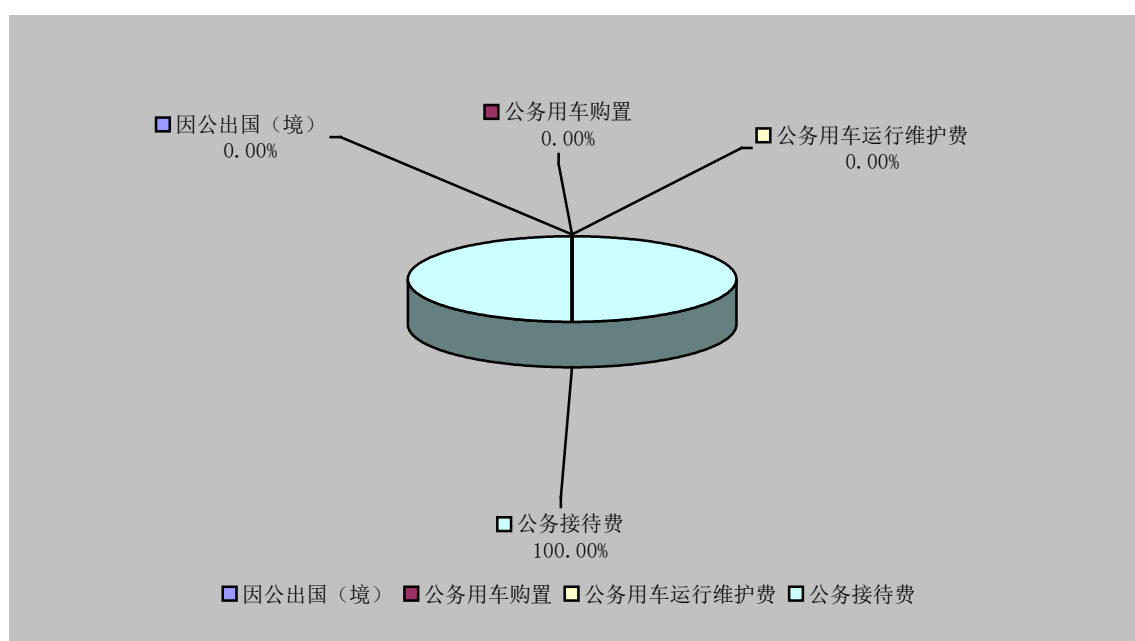 公务用车购置
0.00%
因公出国（境）
0.00%
公务用车运行维护费
0.00%
公务接待费
100.00%
因公出国（境） 公务用车购置 公务用车运行维护费 公务接待费